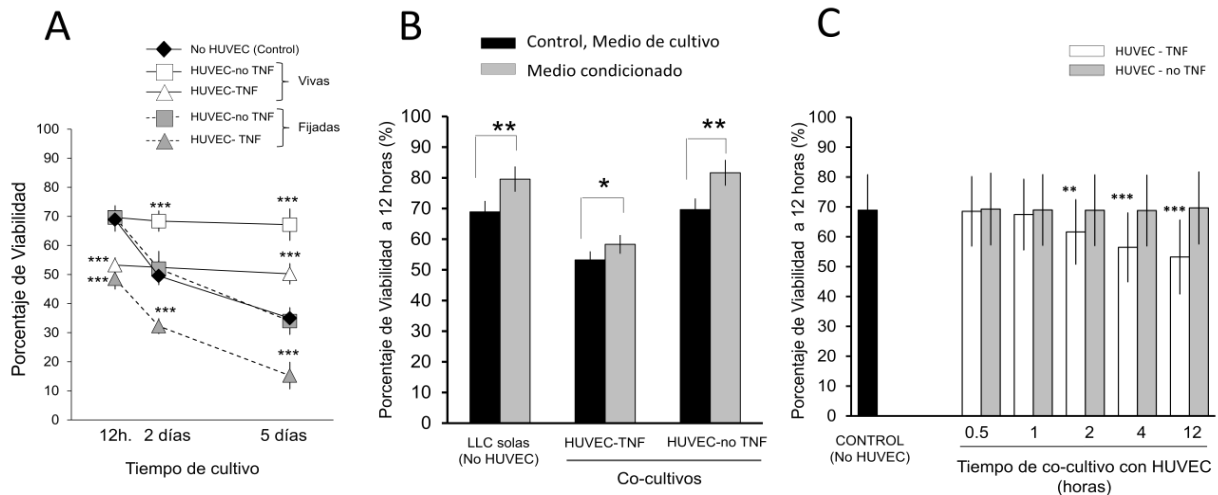 A
No HUVEC (Control)
HUVEC-no TNF
HUVEC-TNF
Vivas
HUVEC-no TNF
HUVEC- TNF
Fijadas
Porcentaje de Viabilidad
100
90
80
70
60
50
40
30
20
10
0
***
***
***
***
***
***
***
12h. 2 días 5 días
Tiempo de cultivo
B
Control, Medio de cultivo
Medio condicionado
Porcentaje de Viabilidad a 12 horas (%)
100
90
80
70
60
50
40
30
20
10
0
**
*
**
LLC solas
(No HUVEC)
HUVEC-TNF
HUVEC-no TNF
Co-cultivos
C
HUVEC - TNF
HUVEC - no TNF
Porcentaje de Viabilidad a 12 horas (%)
100
90
80
70
60
50
40
30
20
10
0
**
***
***
CONTROL
(No HUVEC)
0.5 1 2 4 12
Tiempo de co-cultivo con HUVEC
(horas)